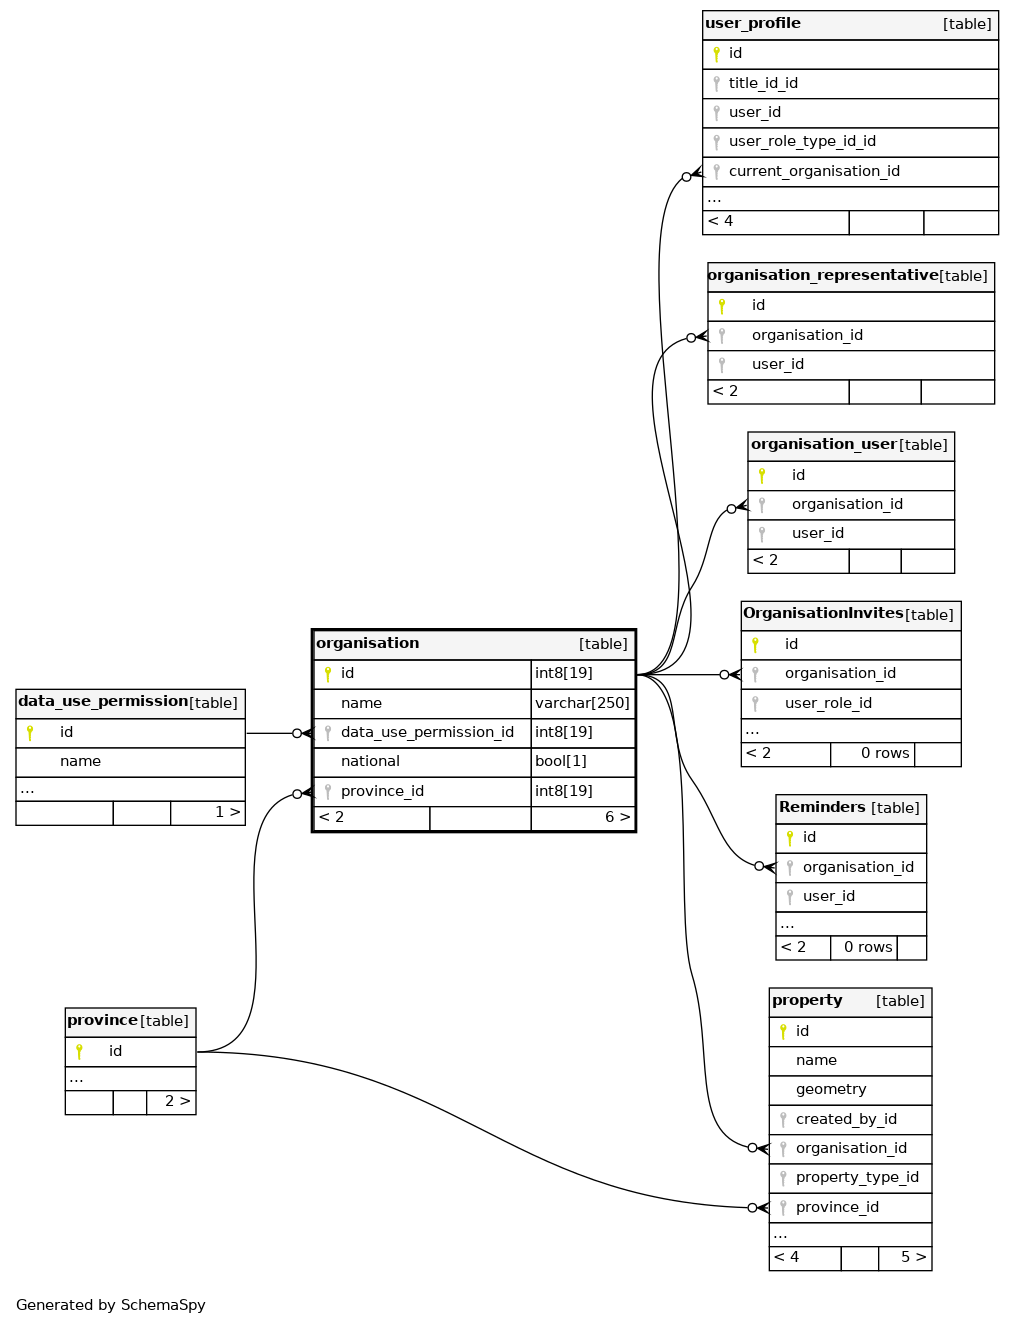 user_profile [table]
id
title_id_id
user_id
user_role_type_id_id
current_organisation_id
...
< 4
organisation_representative [table]
id
organisation_id
user_id
< 2
organisation_user [table]
id
organisation_id
user_id
< 2
OrganisationInvites [table]
id
organisation_id
user_role_id
...
< 2 0 rows
organisation [table]
id int8[19]
name varchar[250]
data_use_permission_id int8[19]
national bool[1]
province_id int8[19]
< 2 6 >
data_use_permission [table]
id
name
...
1 >
Reminders [table]
id
organisation_id
user_id
...
< 2 0 rows
province [table]
id
...
2 >
property [table]
id
name
geometry
created_by_id
organisation_id
property_type_id
province_id
...
< 4 5 >
Generated by SchemaSpy